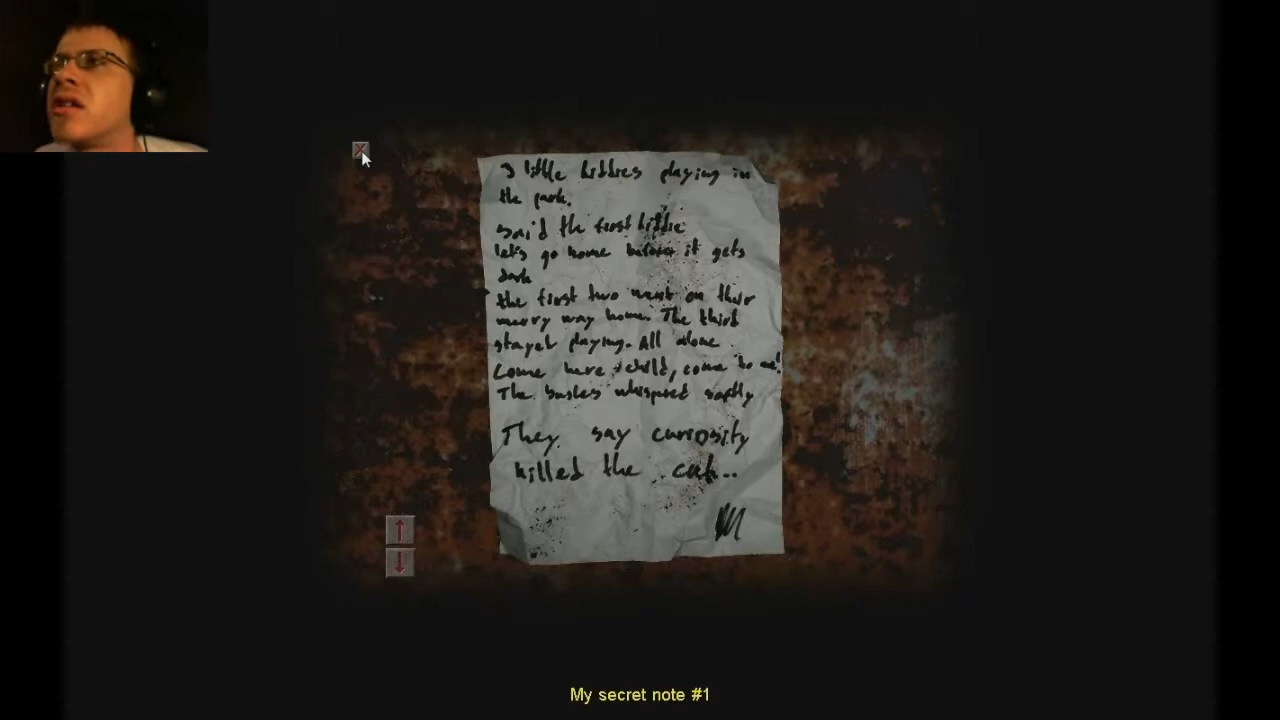 3 little kiddies playing in
the park.
said the first kiddie
let's go home before it gets
dark
the first two went on their
merry way home. The third
stayed playing. All alone
Come here child, come to me!
The bushes whispered softly
They say curiosity
killed the cat..
M
My secret note #1